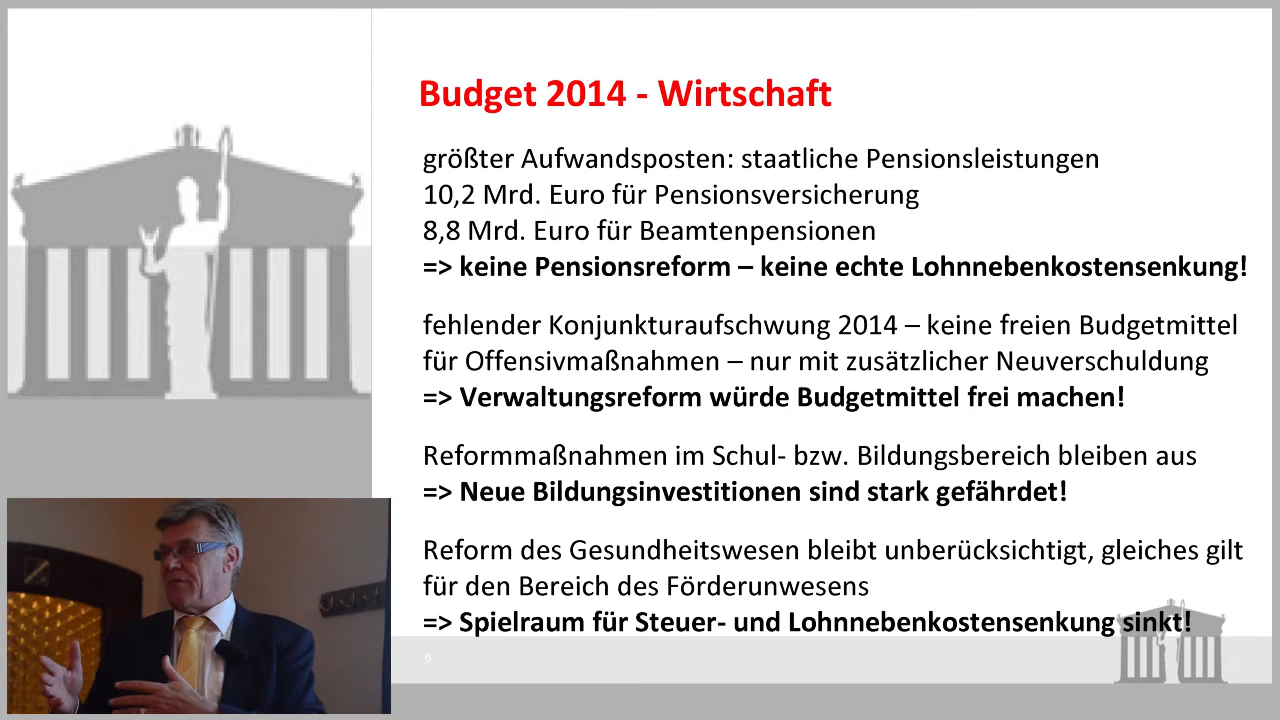 Budget 2014 - Wirtschaft
größter Aufwandsposten: staatliche Pensionsleistungen
10,2 Mrd. Euro für Pensionsversicherung
8,8 Mrd. Euro für Beamtenpensionen
=> keine Pensionsreform – keine echte Lohnnebenkostensenkung!
fehlender Konjunkturaufschwung 2014 – keine freien Budgetmittel
für Offensivmaßnahmen – nur mit zusätzlicher Neuverschuldung
=> Verwaltungsreform würde Budgetmittel frei machen!
Reformmaßnahmen im Schul- bzw. Bildungsbereich bleiben aus
=> Neue Bildungsinvestitionen sind stark gefährdet!
Reform des Gesundheitswesen bleibt unberücksichtigt, gleiches gilt
für den Bereich des Förderunwesens
=> Spielraum für Steuer- und Lohnnebenkostensenkung sinkt!